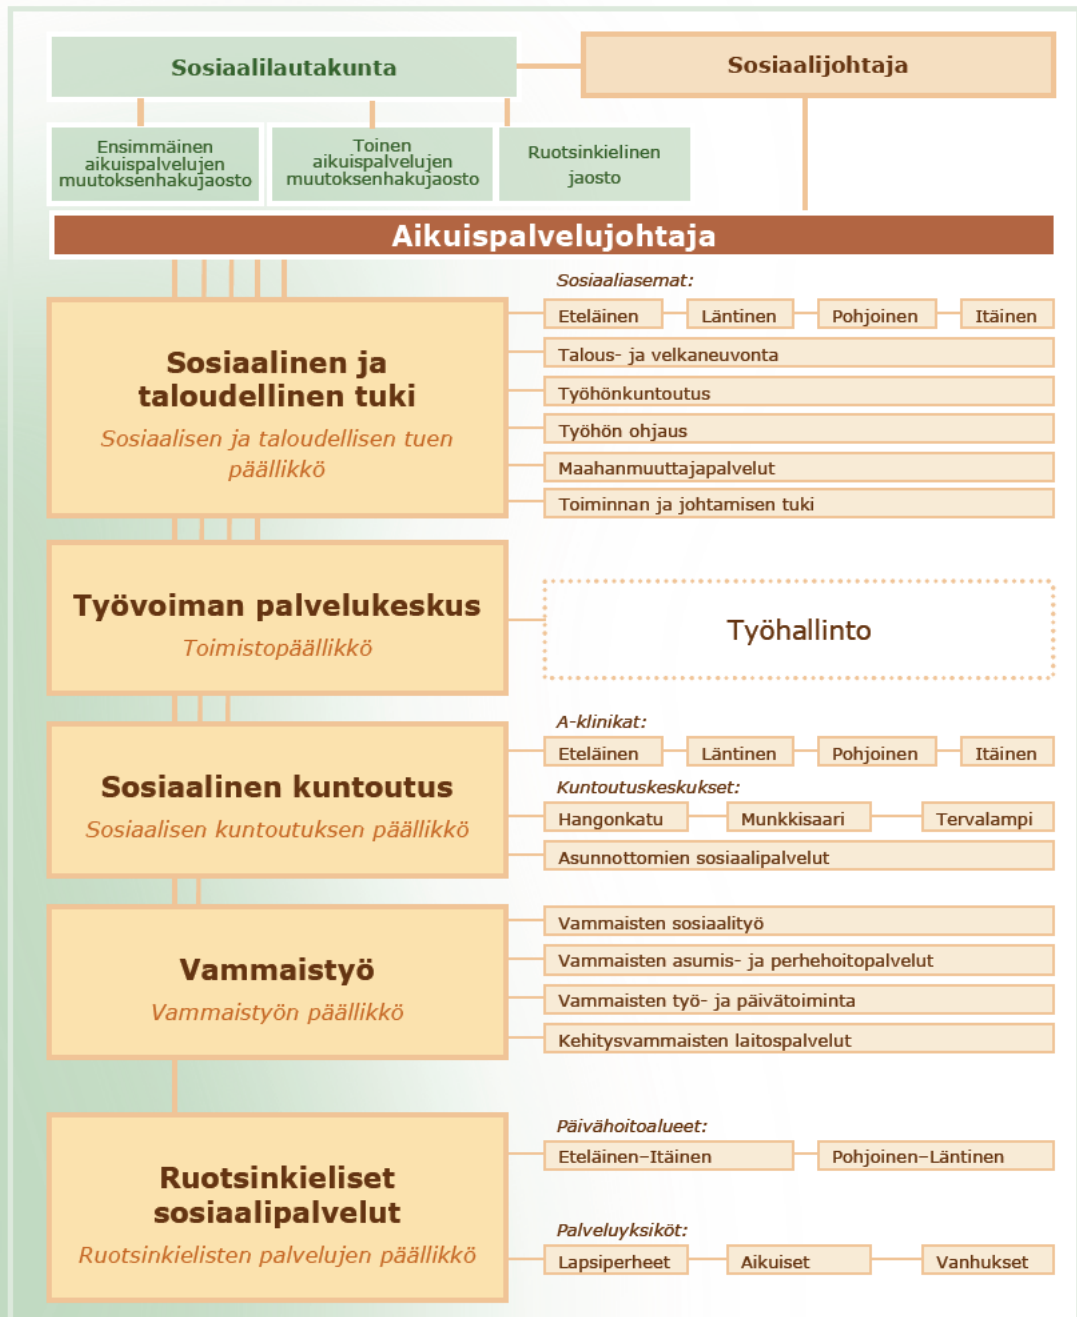 Sosiaalilautakunta
Sosiaalijohtaja
Ensimmäinen
aikuispalvelujen
muutoksenhakujaosto
Toinen
aikuispalvelujen
muutoksenhakujaosto
Ruotsinkielinen
jaosto
Aikuispalvelujohtaja
Sosiaalinen ja
taloudellinen tuki
Sosiaalisen ja taloudellisen tuen
päällikkö
Sosiaaliasemat:
Eteläinen
Läntinen
Pohjoinen
Itäinen
Talous- ja velkaneuvonta
Työhönkuntoutus
Työhön ohjaus
Maahanmuuttajapalvelut
Toiminnan ja johtamisen tuki
Työvoiman palvelukeskus
Toimistopäällikkö
Työhallinto
Sosiaalinen kuntoutus
Sosiaalisen kuntoutuksen päällikkö
A-klinikat:
Eteläinen
Läntinen
Pohjoinen
Itäinen
Kuntoutuskeskukset:
Hangonkatu
Munkkisaari
Tervalampi
Asunnottomien sosiaalipalvelut
Vammaistyö
Vammaistyön päällikkö
Vammaisten sosiaalityö
Vammaisten asumis- ja perhehoitopalvelut
Vammaisten työ- ja päivätoiminta
Kehitysvammaisten laitospalvelut
Ruotsinkieliset
sosiaalipalvelut
Ruotsinkielisten palvelujen päällikkö
Päivähoitoalueet:
Eteläinen–Itäinen
Pohjoinen–Läntinen
Palveluyksiköt:
Lapsiperheet
Aikuiset
Vanhukset